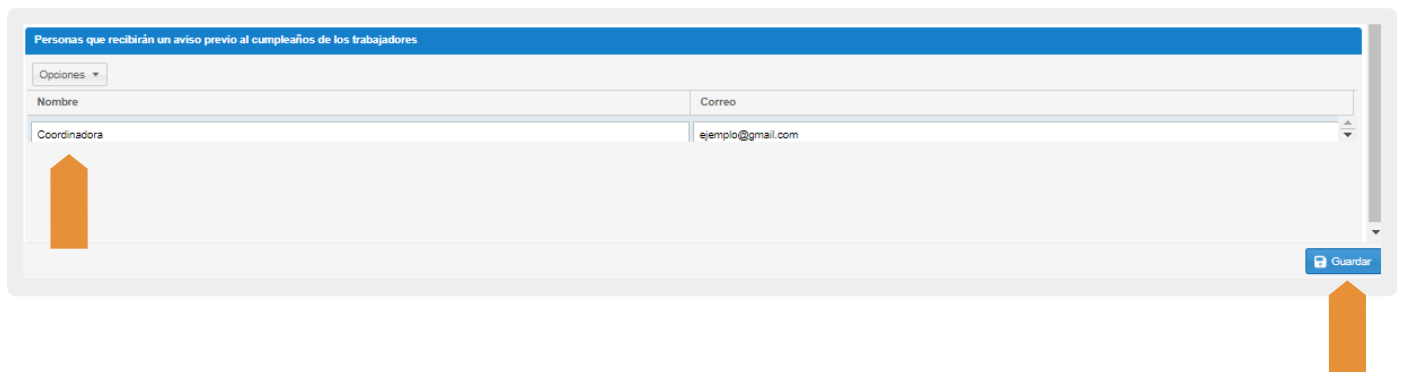 Personas que recibirán un aviso previo al cumpleaños de los trabajadores
Opciones
Nombre Correo
Coordinadora ejemplo@gmail.com
Guardar